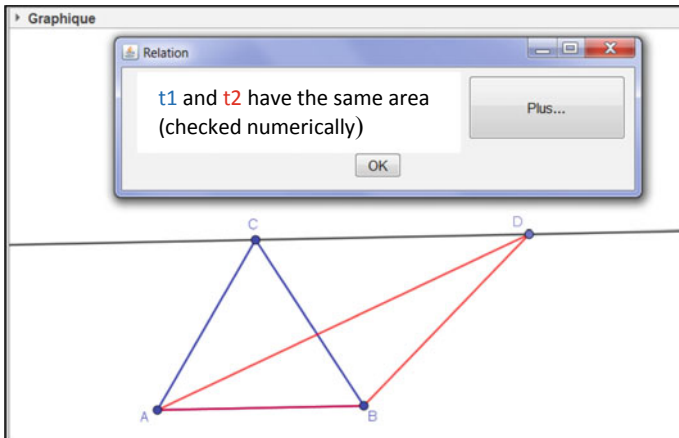 Graphique
Relation
t1 and t2 have the same area
(checked numerically)
Plus...
OK
C
D
A
B